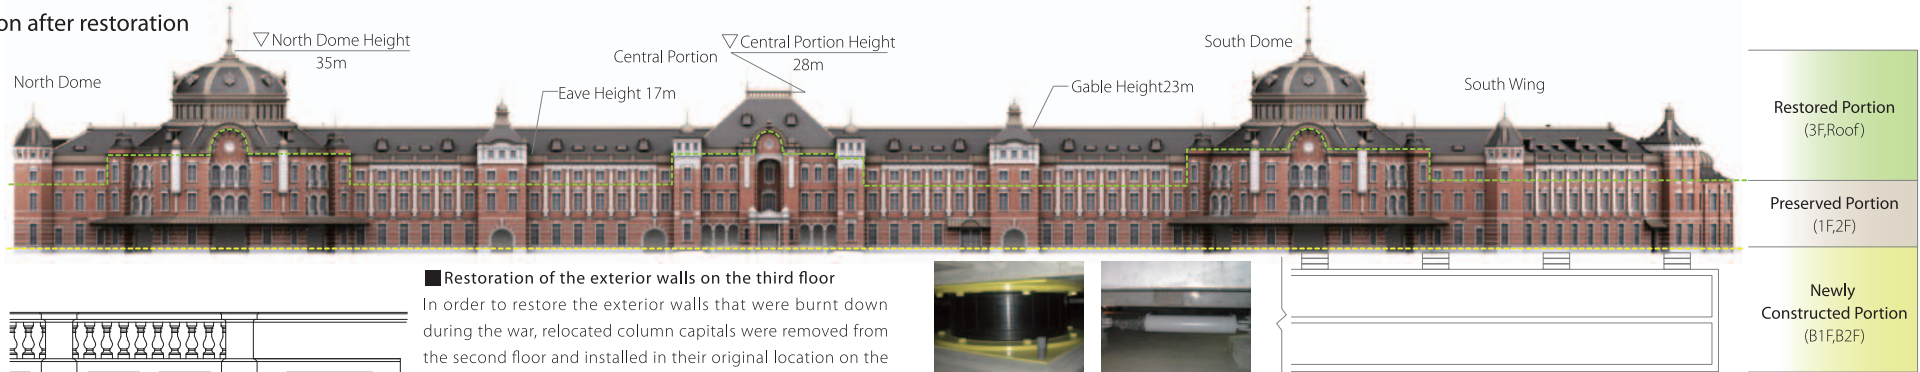 on after restoration
North Dome
▽ North Dome Height
35m
Central Portion
▽ Central Portion Height
28m
Eave Height 17m
Gable Height23m
South Dome
South Wing
Restored Portion
(3F,Roof)
Preserved Portion
(1F,2F)
Newly
Constructed Portion
(B1F,B2F)
■Restoration of the exterior walls on the third floor
In order to restore the exterior walls that were burnt down
during the war, relocated column capitals were removed from
the second floor and installed in their original location on the